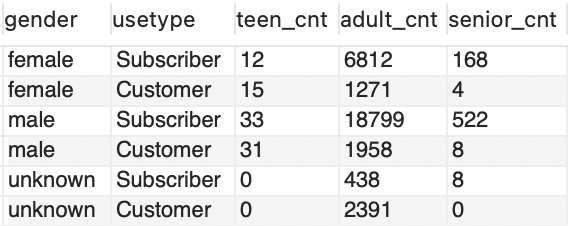 gender usetype teen_cnt adult_cnt senior_cnt
female Subscriber 12 6812 168
female Customer 15 1271 4
male Subscriber 33 18799 522
male Customer 31 1958 8
unknown Subscriber 0 438 8
unknown Customer 0 2391 0